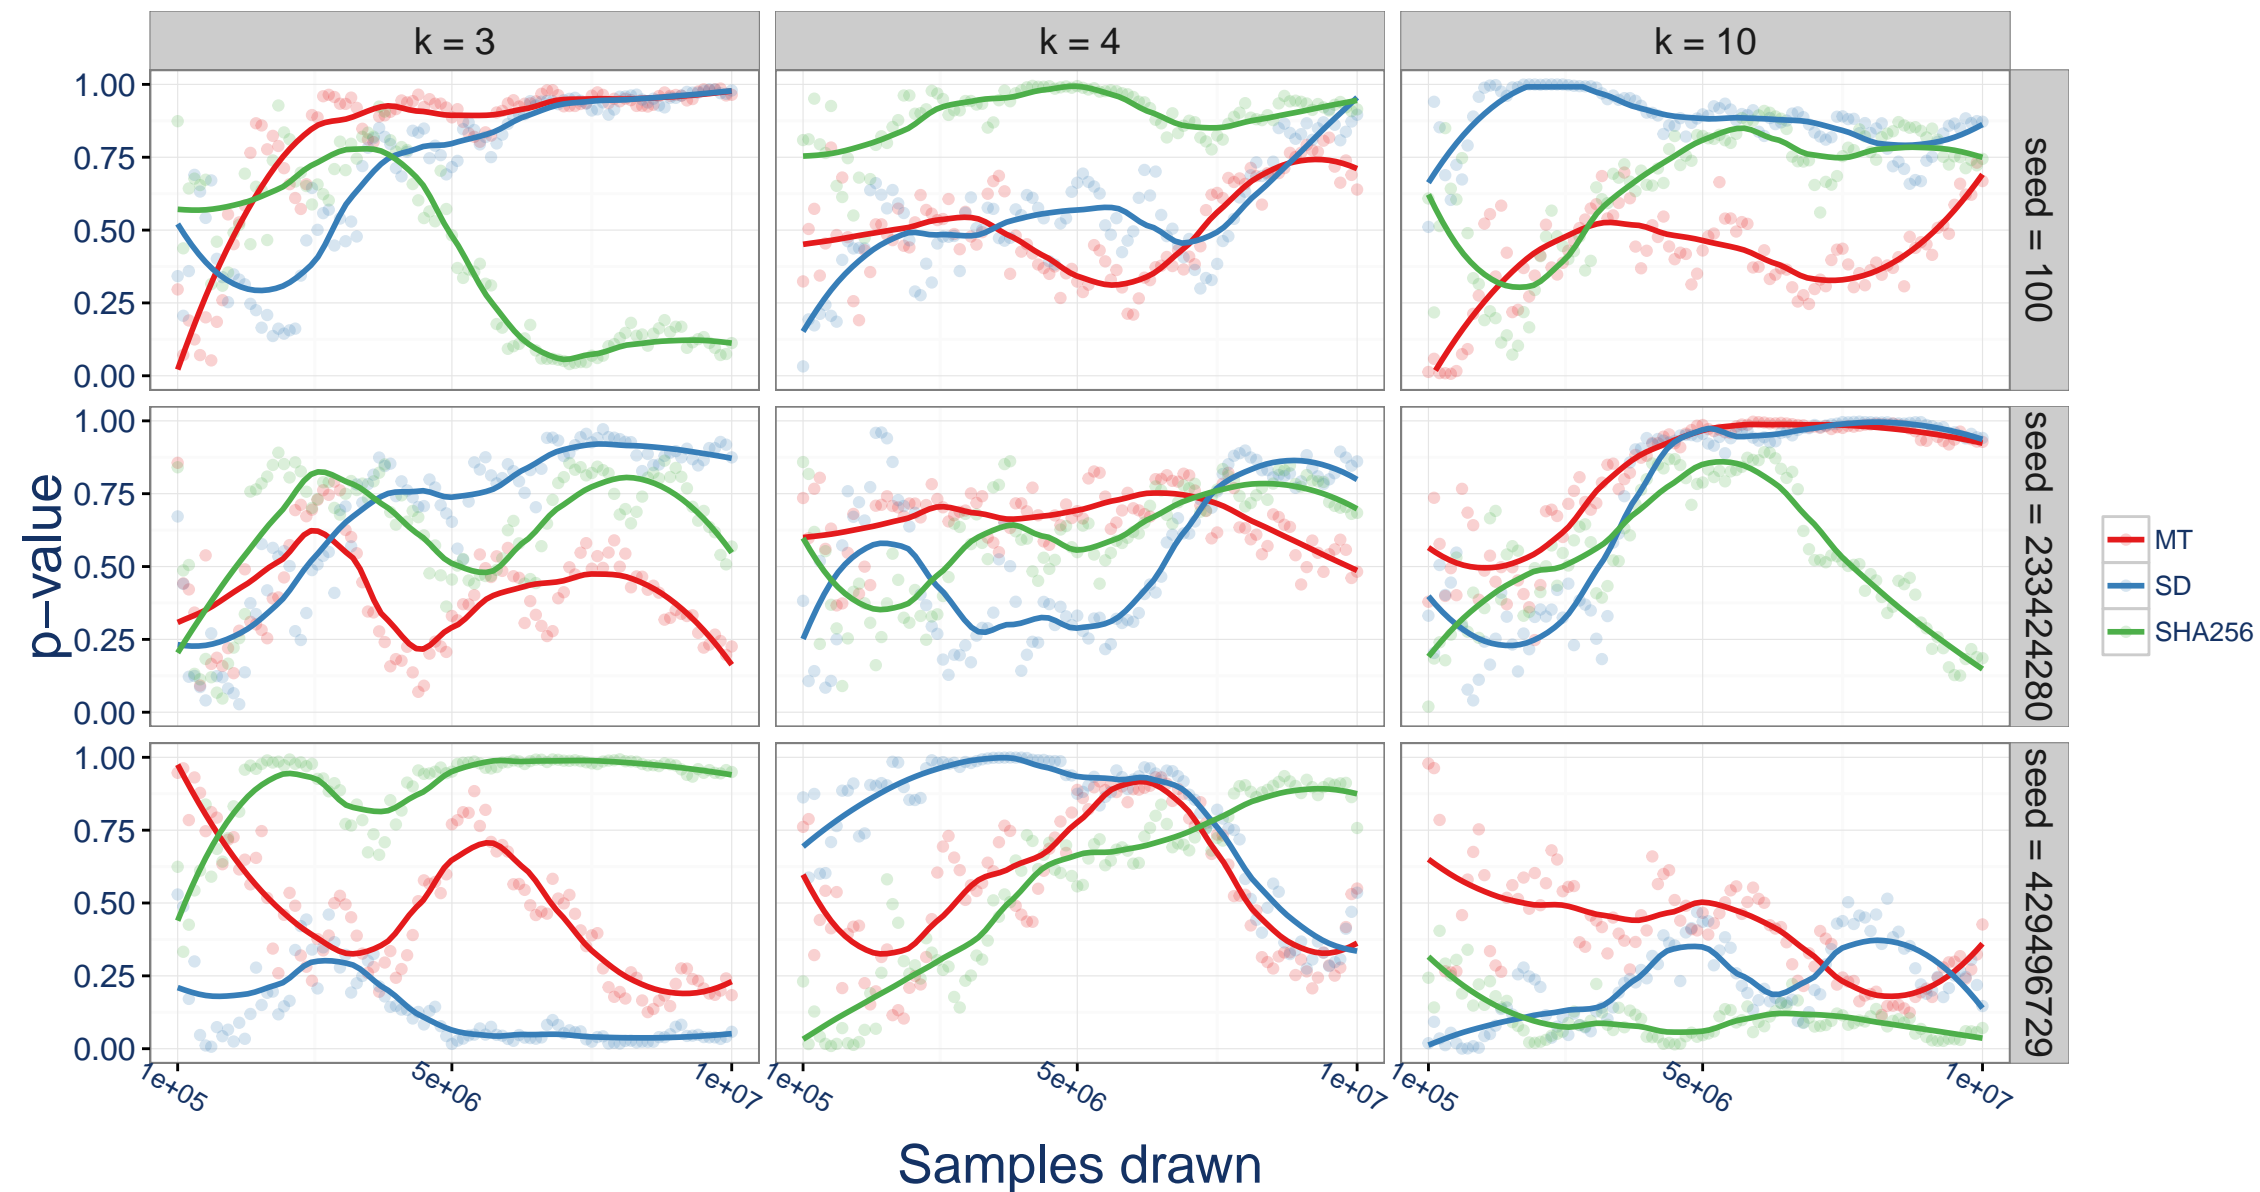 k = 3
k = 4
k = 10
1.00
0.75
0.50
0.25
0.00
seed = 100
1.00
0.75
0.50
0.25
0.00
seed = 2334224280
1.00
0.75
0.50
0.25
0.00
seed = 4294967729
p-value
1e+05
5e+06
1e+07
1e+05
5e+06
1e+07
1e+05
5e+06
1e+07
Samples drawn
MT
SD
SHA256